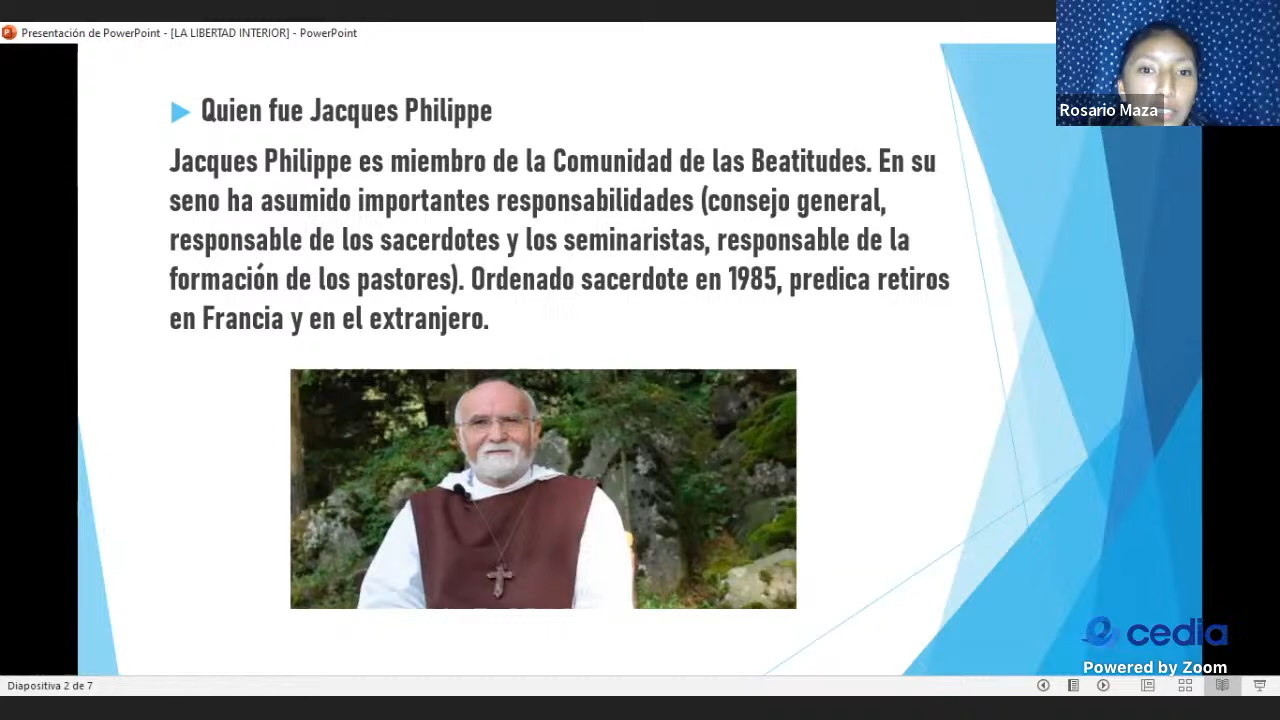 Presentación de PowerPoint - [LA LIBERTAD INTERIOR] - PowerPoint
Rosario Maza
Quien fue Jacques Philippe
Jacques Philippe es miembro de la Comunidad de las Beatitudes. En su
seno ha asumido importantes responsabilidades (consejo general,
responsable de los sacerdotes y los seminaristas, responsable de la
formación de los pastores). Ordenado sacerdote en 1985, predica retiros
en Francia y en el extranjero.
cedia
Powered by Zoom
Diapositiva 2 de 7